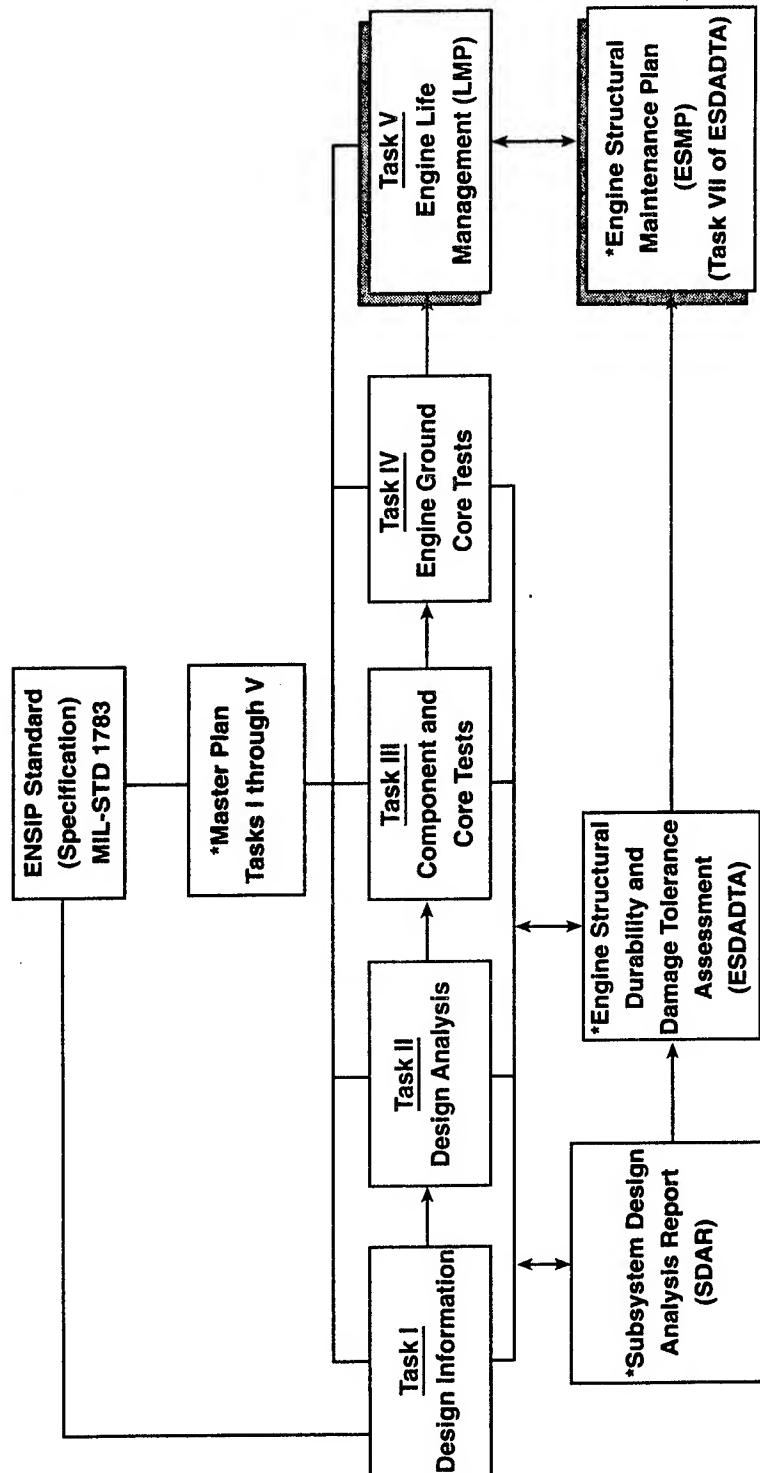 ENSIP Standard
(Specification)
MIL-STD 1783
*Master Plan
Tasks I through V
Task I
Design Information
Task II
Design Analysis
Task III
Component and
Core Tests
Task IV
Engine Ground
Core Tests
Task V
Engine Life
Management (LMP)
*Subsystem Design
Analysis Report
(SDAR)
*Engine Structural
Durability and
Damage Tolerance
Assessment
(ESDADTA)
*Engine Structural
Maintenance Plan
(ESMP)
(Task VII of ESDADTA)